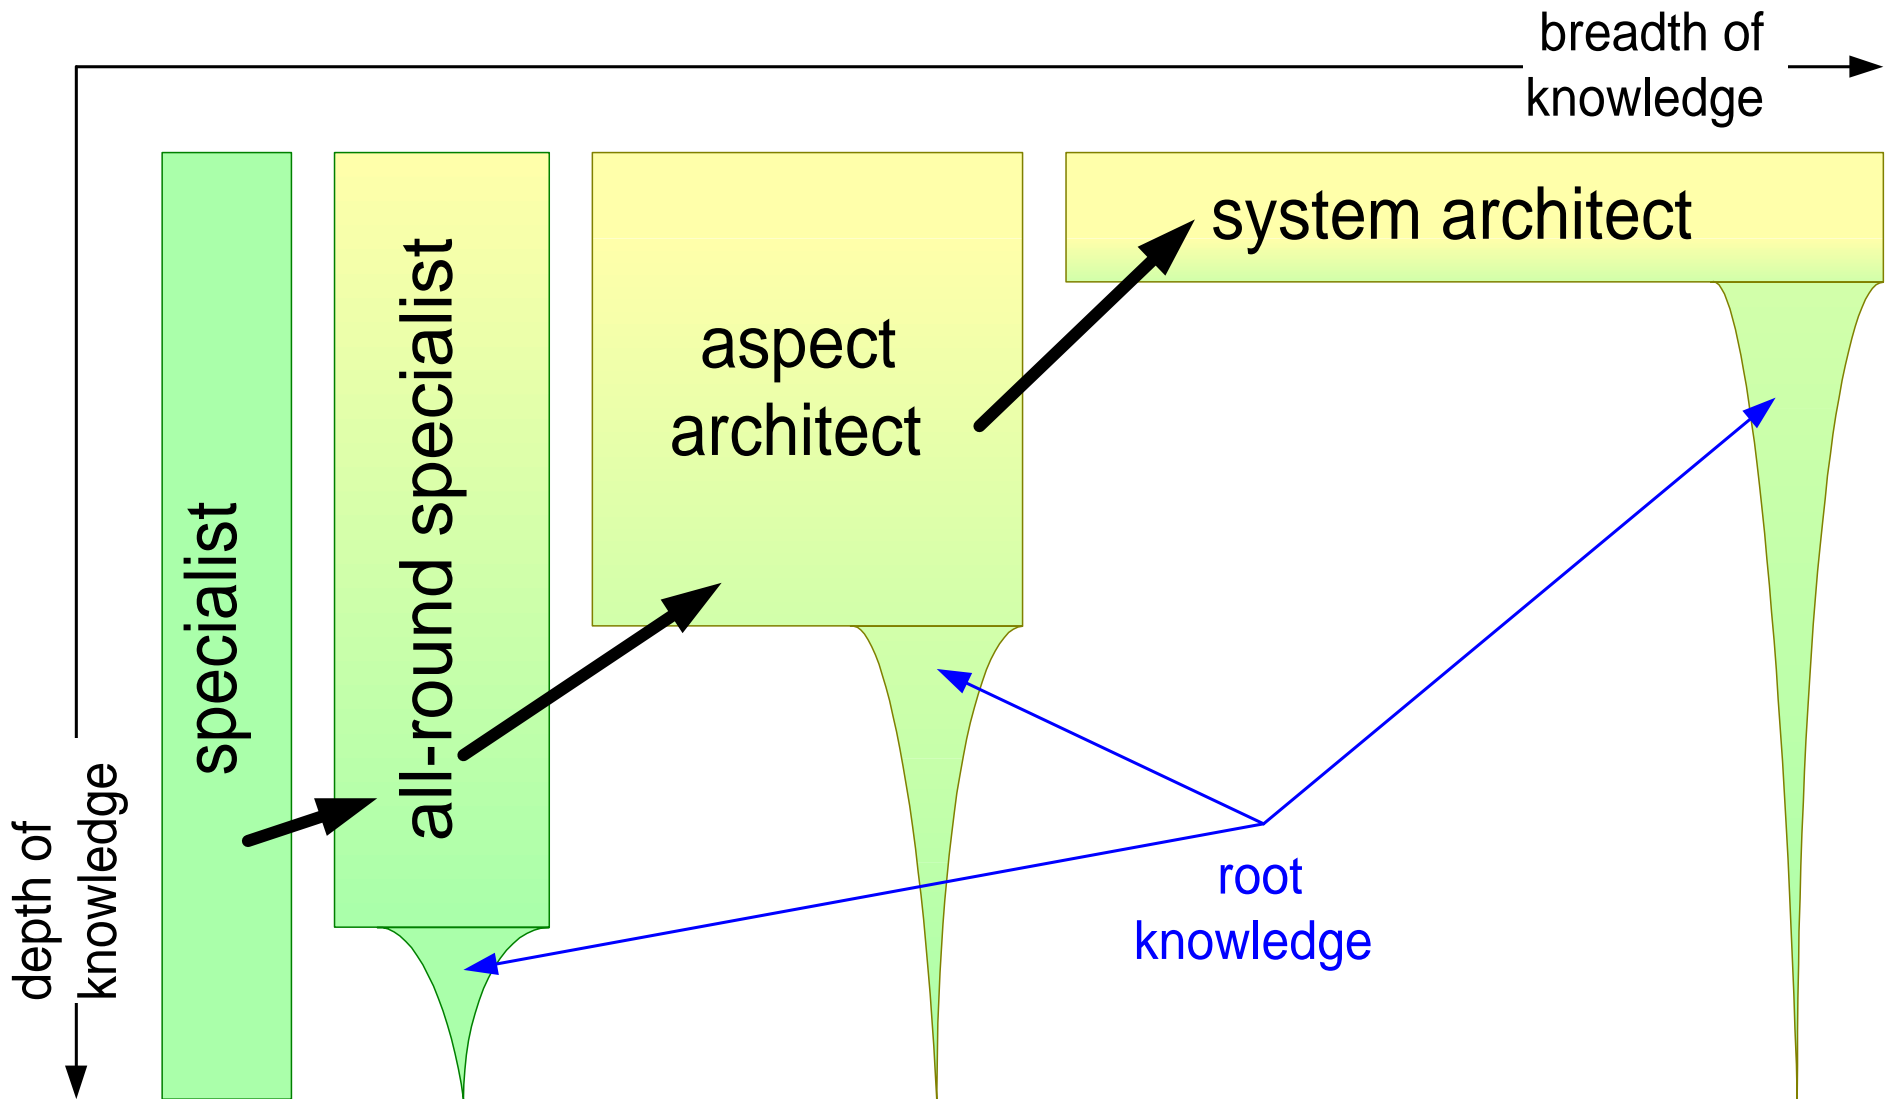 breadth of
knowledge
system architect
aspect
architect
all-round specialist
specialist
depth of
knowledge
root
knowledge